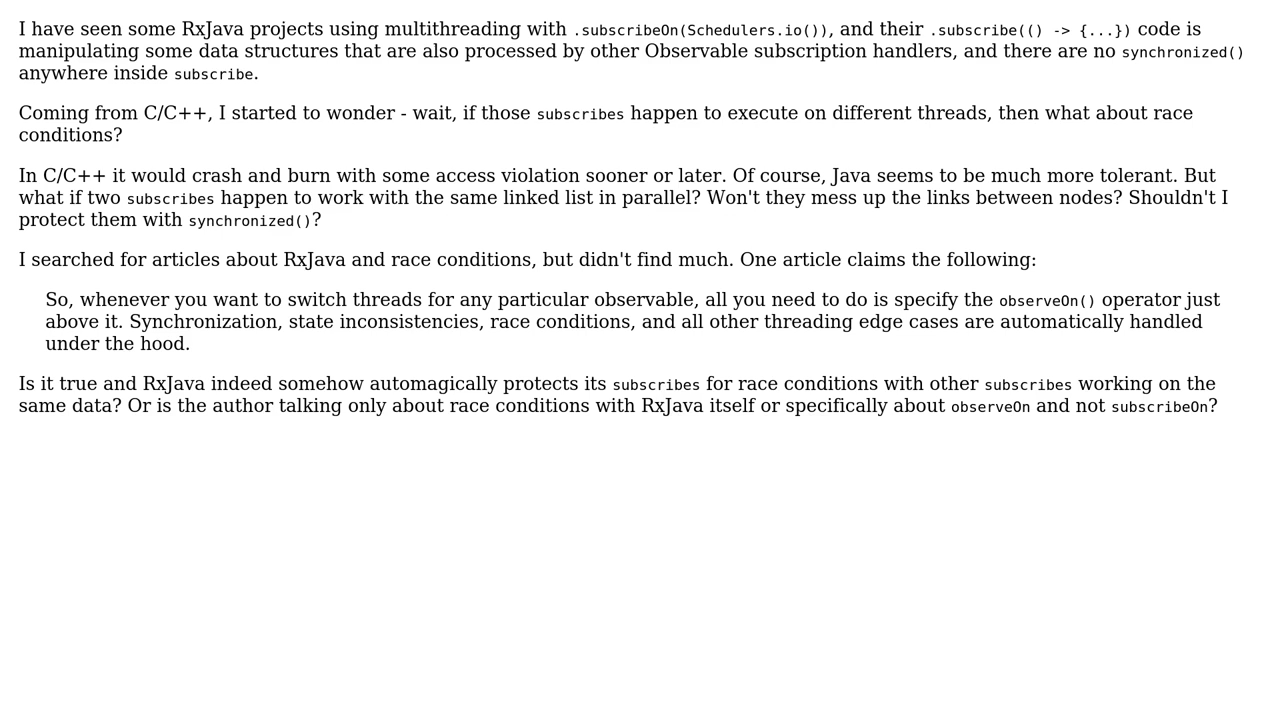 I have seen some RxJava projects using multithreading with .subscribeOn(Schedulers.io()), and their .subscribe(() -> {...}) code is
manipulating some data structures that are also processed by other Observable subscription handlers, and there are no synchronized()
anywhere inside subscribe.
Coming from C/C++, I started to wonder - wait, if those subscribes happen to execute on different threads, then what about race
conditions?
In C/C++ it would crash and burn with some access violation sooner or later. Of course, Java seems to be much more tolerant. But
what if two subscribes happen to work with the same linked list in parallel? Won't they mess up the links between nodes? Shouldn't I
protect them with synchronized()?
I searched for articles about RxJava and race conditions, but didn't find much. One article claims the following:
So, whenever you want to switch threads for any particular observable, all you need to do is specify the observeOn() operator just
above it. Synchronization, state inconsistencies, race conditions, and all other threading edge cases are automatically handled
under the hood.
Is it true and RxJava indeed somehow automagically protects its subscribes for race conditions with other subscribes working on the
same data? Or is the author talking only about race conditions with RxJava itself or specifically about observeOn and not subscribeOn?